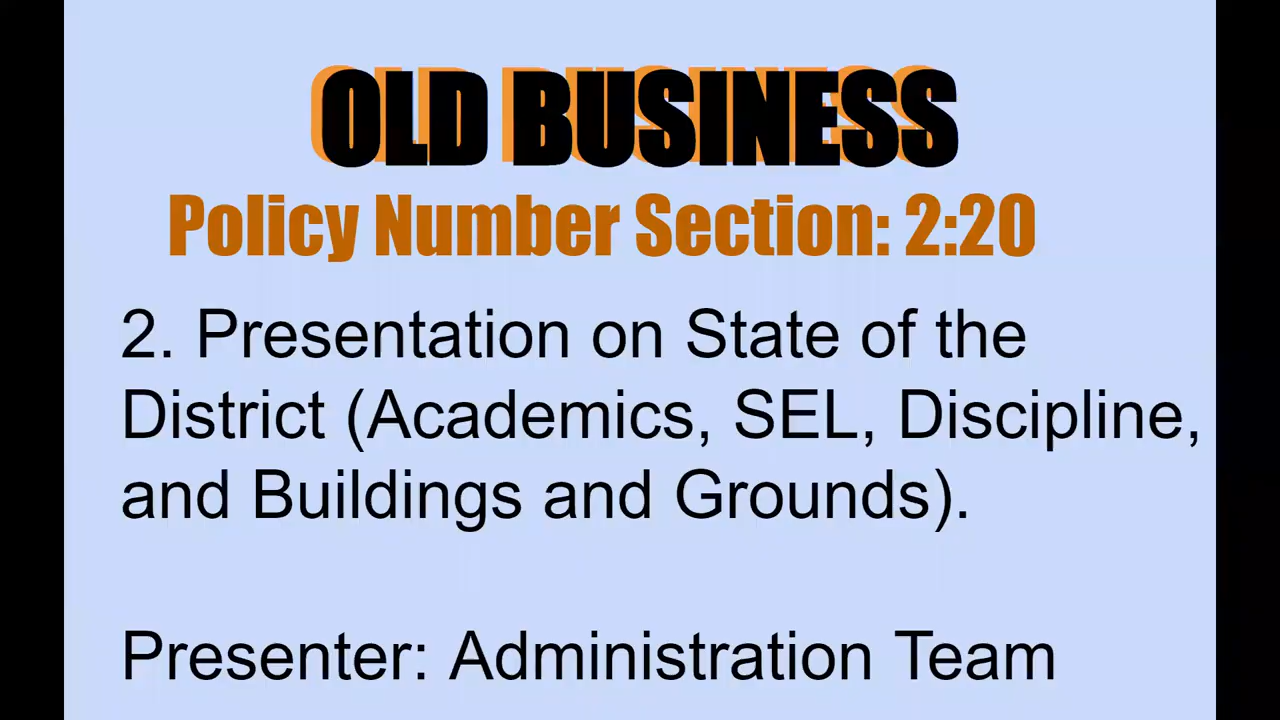 OLD BUSINESS
Policy Number Section: 2:20
2. Presentation on State of the
District (Academics, SEL, Discipline,
and Buildings and Grounds).
Presenter: Administration Team